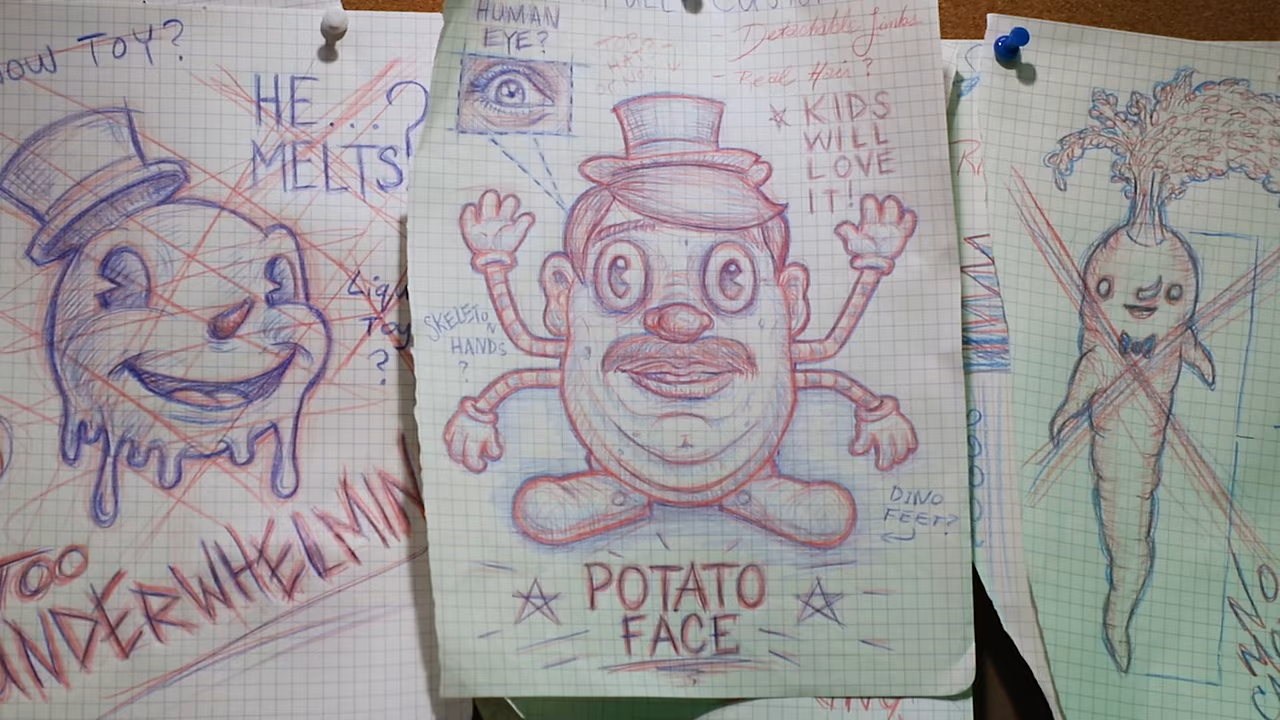 TOY?
HE...?
MELTS?
Toy
?
TOO
UNDERWHELMIN
HUMAN
EYE?
- Detachable Limbs
- Real Hair?
KIDS
WILL
LOVE
IT!
SKELETON
HANDS
?
DINO
FEET?
POTATO
FACE